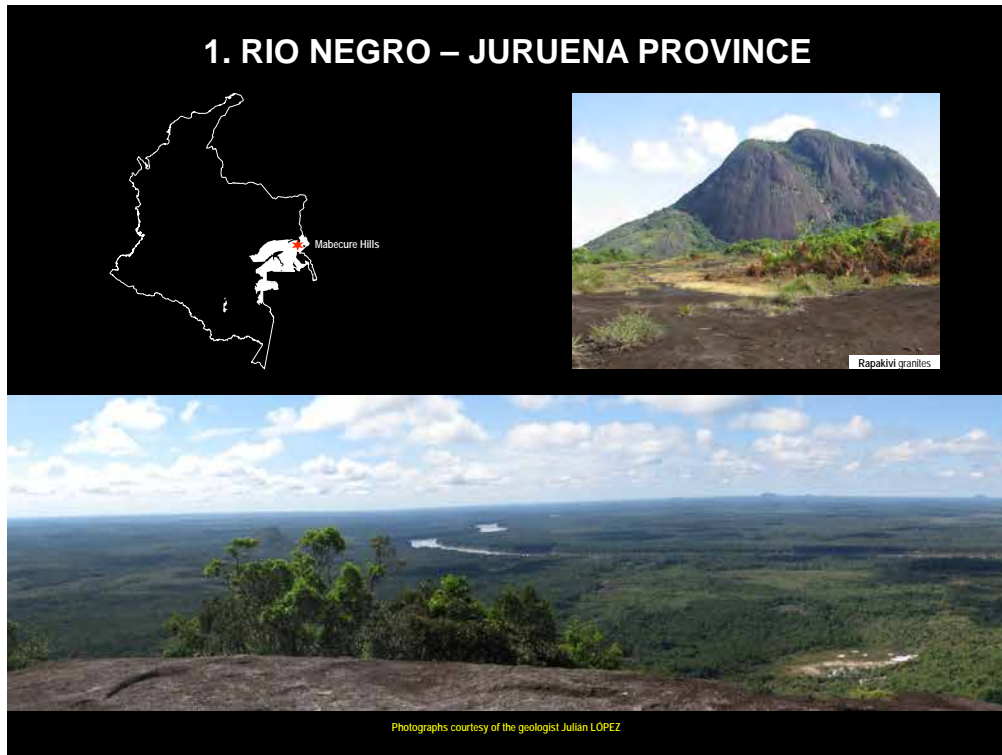 1. RIO NEGRO – JURUENA PROVINCE
Mabecure Hills
Rapakivi granites
Photographs courtesy of the geologist Julián LÓPEZ